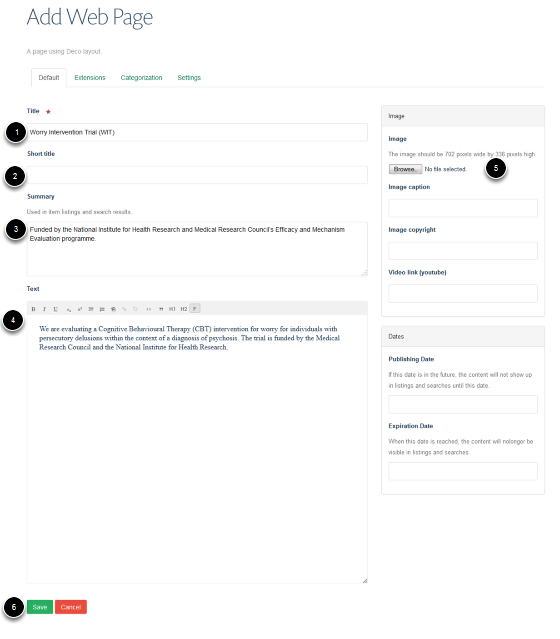 Add Web Page
A page using Deco layout.
Default Extensions Categorization Settings
Title
1
Worry Intervention Trial (WIT)
Short title
2
Summary
Used in item listings and search results.
3
Funded by the National Institute for Health Research and Medical Research Council's Efficacy and Mechanism
Evaluation programme.
Text
B I U H1 H2 P
4
We are evaluating a Cognitive Behavioural Therapy (CBT) intervention for worry for individuals with
persecutory delusions within the context of a diagnosis of psychosis. The trial is funded by the Medical
Research Council and the National Institute for Health Research.
6
Save Cancel
Image
Image
The image should be 702 pixels wide by 336 pixels high.
Browse.. No file selected.
5
Image caption
Image copyright
Video link (youtube)
Dates
Publishing Date
If this date is in the future, the content will not show up
in listings and searches until this date.
Expiration Date
When this date is reached, the content will nolonger be
visible in listings and searches.